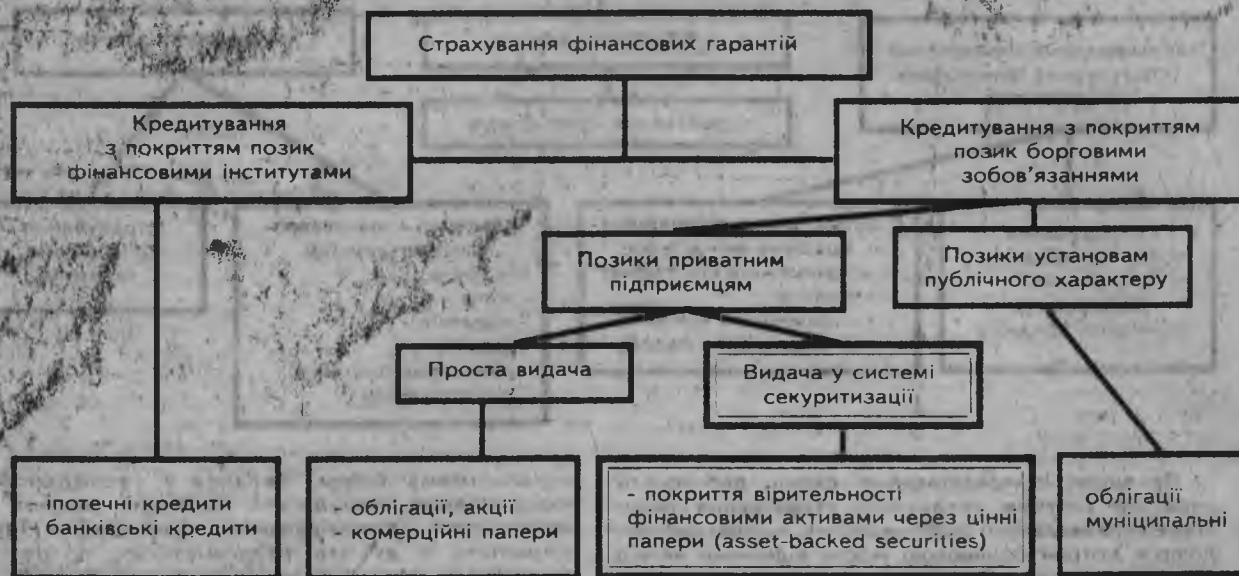 Страхування фінансових гарантій
Кредитування
з покриттям позик
фінансовими інститутами
Кредитування з покриттям
позик борговими
зобов'язаннями
Позики приватним
підприємцям
Позики установам
публічного характеру
Проста видача
Видача у системі
секуритизації
- іпотечні кредити
- банківські кредити
- облігації, акції
- комерційні папери
- покриття вірительності
фінансовими активами через цінні
папери (asset-backed securities)
облігації
муніципальні